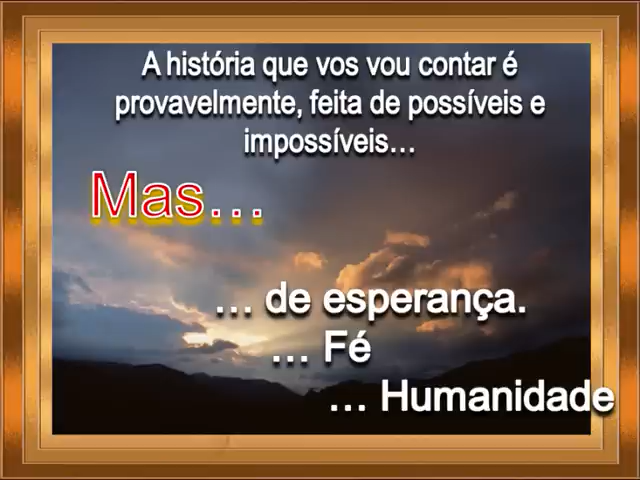 A história que vos vou contar é
provavelmente, feita de possíveis e
impossíveis…
Mas…
… de esperança.
… Fé
… Humanidade